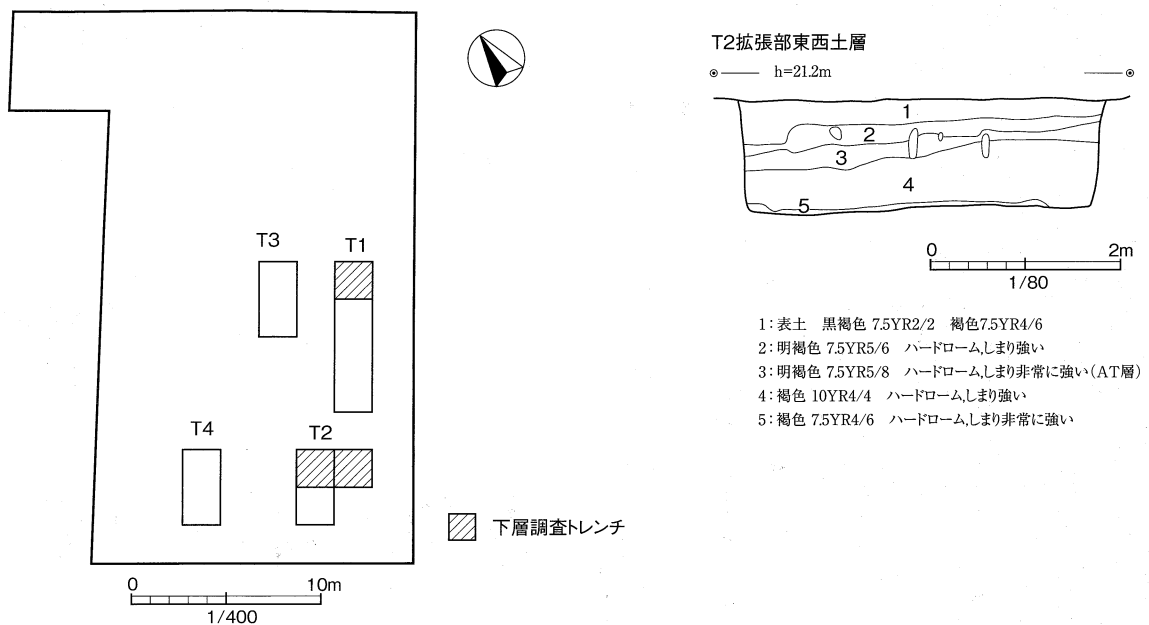 T3
T1
T4
T2
下層調査トレンチ
0 10m
1/400
T2拡張部東西土層
h=21.2m
1
2
3
4
5
0 2m
1/80
1:表土 黒褐色 7.5YR2/2 褐色7.5YR4/6
2:明褐色 7.5YR5/6 ハードローム,しまり強い
3:明褐色 7.5YR5/8 ハードローム,しまり非常に強い(AT層)
4:褐色 10YR4/4 ハードローム,しまり強い
5:褐色 7.5YR4/6 ハードローム,しまり非常に強い